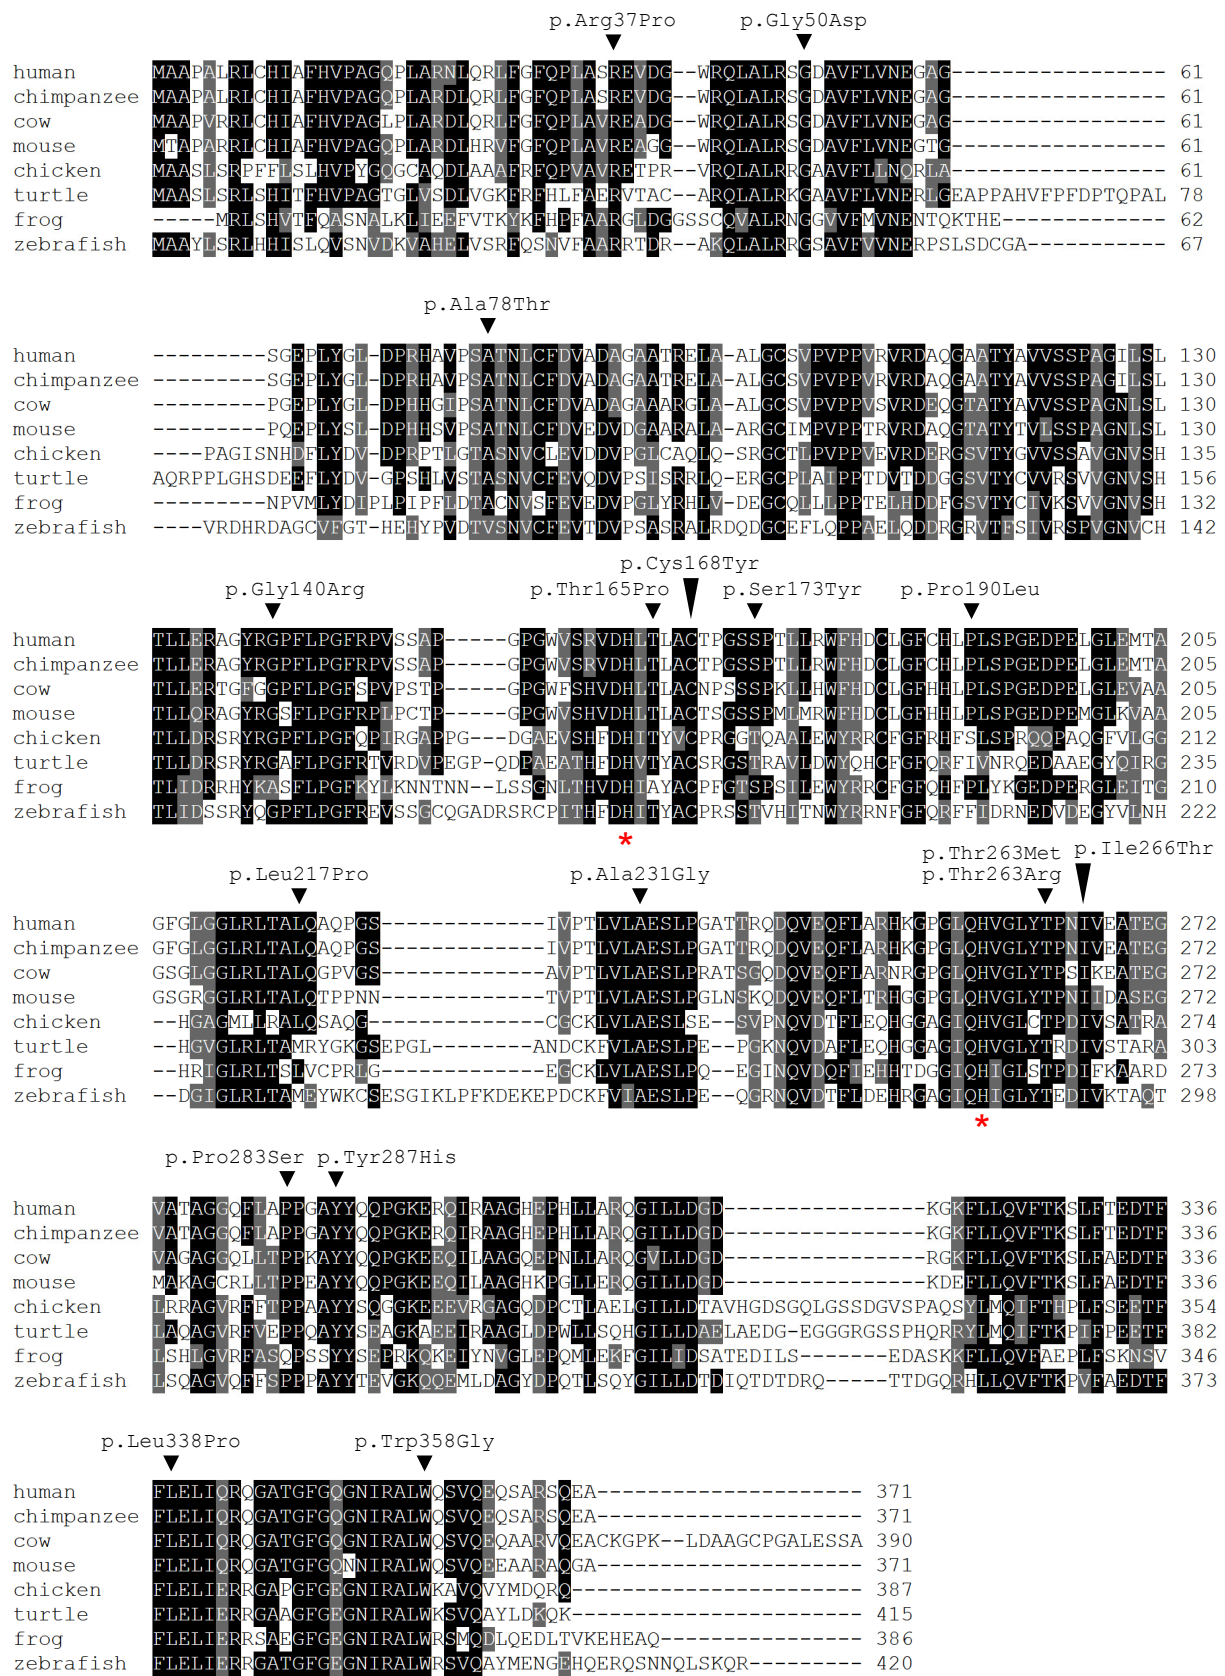 p.Arg37Pro p.Gly50Asp
human MAAPALRLCHIAFHVPAGQPLARNLQRLFGFQPLASREVDG--WRQLALRSGDAVFLVNEGAG----------------- 61
chimpanzee MAAPALRLCHIAFHVPAGQPLARDLQRLFGFQPLASREVDG--WRQLALRSGDAVFLVNEGAG----------------- 61
cow MAAPVRRLCHIAFHVPAGLPLARDLQRLFGFQPLAVREADG--WRQLALRSGDAVFLVNEGAG----------------- 61
mouse MTAPARRLCHIAFHVPAGQPLARDLHRVFGFQPLAVREAGG--WRQLALRSGDAVFLVNEGTG----------------- 61
chicken MAASLSRPFFLSLHVPYGQGCAQDLAAAFRFQPVAVRETPR--VRQLALRRGAAVFLLNQRLA----------------- 61
turtle MAASLSRLSHITFHVPAGTGLVSDLVGKFRFHLFAERVTAC--ARQLALRKGAAVFLVNERLGEAPPAHVFPFDPTQPAL 78
frog -----MRLSHVTFQASNALKLIEEFVTKYKFHPFAARGLDGGSSCQVALRNGGVVFMVNENTQKTHE------------- 62
zebrafish MAAYLSRLHHISLQVSNVDKVAHELVSRFQSNVFAARRTDR--AKQLALRRGSAVFVVNERPSLSDCGA----------- 67
p.Ala78Thr
human ---------SGEPLYGL-DPRHAVPSATNLCFDVADAGAATRELA-ALGCSVPVPPVRVRDAQGAATYAVVSSPAGILSL 130
chimpanzee ---------SGEPLYGL-DPRHAVPSATNLCFDVADAGAATRELA-ALGCSVPVPPVRVRDAQGAATYAVVSSPAGILSL 130
cow ---------PGEPLYGL-DPHHGIPSATNLCFDVADAGAAARGLA-ALGCSVPVPPVSVRDEQGTATYAVVSSPAGNLSL 130
mouse ---------PQEPLYSL-DPHHSVPSATNLCFDVEDVDGAARALA-ARGCIMPVPPTRVRDAQGTATYTVLSSPAGNLSL 130
chicken ----PAGISNHDFLYDV-DPRPTLGTASNVCLEVDDVPGLCAQLQ-SRGCTLPVPPVEVRDERGSVTYGVVSSAVGNVSH 135
turtle AQRPPLGHSDEEFLYDV-GPSHLVSTASNVCFEVQDVPSISRRLQ-ERGCPLAIPPTDVTDDGGSVTYCVVRSVVGNVSH 156
frog ---------NPVMLYDIPLPIPFLDTACNVSFEVEDVPGLYRHLV-DEGCQLLLPPTELHDDFGSVTYCIVKSVVGNVSH 132
zebrafish ----VRDHRDAGCVFGT-HEHYPVDTVSNVCFEVTDVPSASRALRDQDGCEFLQPPAELQDDRGRVTFSIVRSPVGNVCH 142
p.Cys168Tyr
p.Gly140Arg p.Thr165Pro p.Ser173Tyr p.Pro190Leu
human TLLERAGYRGPFLPGFRPVSSAP-----GPGWVSRVDHLTLACTPGSSPTLLRWFHDCLGFCHLPLSPGEDPELGLEMTA 205
chimpanzee TLLERAGYRGPFLPGFRPVSSAP-----GPGWVSRVDHLTLACTPGSSPTLLRWFHDCLGFCHLPLSPGEDPELGLEMTA 205
cow TLLERTGFGGPFLPGFSPVPSTP-----GPGWFSHVDHLTLACNPSSSPKLLHWFHDCLGFHHLPLSPGEDPELGLEVAA 205
mouse TLLQRAGYRGSFLPGFRPLPCTP-----GPGWVSHVDHLTLACTSGSSPMLMRWFHDCLGFHHLPLSPGEDPEMGLKVAA 205
chicken TLLDRSRYRGPFLPGFQPIRGAPPG---DGAEVSHFDHITYVCPRGGTQAALEWYRRCFGFRHFSLSPRQQPAQGFVLGG 212
turtle TLLDRSRYRGAFLPGFRTVRDVPEGP-QDPAEATHFDHVTYACSRGSTRAVLDWYQHCFGFQRFIVNRQEDAAEGYQIRG 235
frog TLIDRRHYKASFLPGFKYLKNNTNN--LSSGNLTHVDHIAYACPFGTSPSILEWYRRCFGFQHFPLYKGEDPERGLEITG 210
zebrafish TLIDSSRYQGPFLPGFREVSSGCQGADRSRCPITHFDHITYACPRSSTVHITNWYRRNFGFQRFFIDRNEDVDEGYVLNH 222
*
p.Thr263Met p.Ile266Thr
p.Leu217Pro p.Ala231Gly p.Thr263Arg
human GFGLGGLRLTALQAQPGS-------------IVPTLVLAESLPGATTRQDQVEQFLARHKGPGLQHVGLYTPNIVEATEG 272
chimpanzee GFGLGGLRLTALQAQPGS-------------IVPTLVLAESLPGATTRQDQVEQFLARHKGPGLQHVGLYTPNIVEATEG 272
cow GSGLGGLRLTALQGPVGS-------------AVPTLVLAESLPRATSGQDQVEQFLARNRGPGLQHVGLYTPSIKEATEG 272
mouse GSGRGGLRLTALQTPPNN-------------TVPTLVLAESLPGLNSKQDQVEQFLTRHGGPGLQHVGLYTPNIIDASEG 272
chicken --HGAGMLLRALQSAQG--------------CGCKLVLAESLSE--SVPNQVDTFLEQHGGAGIQHVGLCTPDIVSATRA 274
turtle --HGVGLRLTAMRYGKGSEPGL--------ANDCKFVLAESLPE--PGKNQVDAFLEQHGGAGIQHVGLYTRDIVSTARA 303
frog --HRIGLRLTSLVCPRLG-------------EGCKLVLAESLPQ--EGINQVDQFIEHHTDGGIQHIGLSTPDIFKAARD 273
zebrafish --DGIGLRLTAMEYWKCSESGIKLPFKDEKEPDCKFVIAESLPE--QGRNQVDTFLDEHRGAGIQHIGLYTEDIVKTAQT 298
*
p.Pro283Ser p.Tyr287His
human VATAGGQFLAPPGAYYQQPGKERQIRAAGHEPHLLARQGILLDGD----------------KGKFLLQVFTKSLFTEDTF 336
chimpanzee VATAGGQFLAPPGAYYQQPGKERQIRAAGHEPHLLARQGILLDGD----------------KGKFLLQVFTKSLFTEDTF 336
cow VAGAGGQLLTPPKAYYQQPGKEEQILAAGQEPNLLARQGVLLDGD----------------RGKFLLQVFTKSLFAEDTF 336
mouse MAKAGCRLLTPPEAYYQQPGKEEQILAAGHKPGLLERQGILLDGD----------------KDEFLLQVFTKSLFAEDTF 336
chicken LRRAGVRFFTPPAAYYSQGGKEEEVRGAGQDPCTLAELGILLDTAVHGDSGQLGSSDGVSPAQSYLMQIFTHPLFSEETF 354
turtle LAQAGVRFVEPPQAYYSEAGKAEEIRAAGLDPWLLSQHGILLDAELAEDG-EGGGRGSSPHQRRYLMQIFTKPIFPEETF 382
frog LSHLGVRFASQPSSYYSEPRKQKEIYNVGLEPQMLEKFGILIDSATEDILS------EDASKKFLLQVFAEPLFSKNSV 346
zebrafish LSQAGVQFFSPPPAYYTEVGKQQEMLDAGYDPQTLSQYGILLDTDIQTDTDRQ-----TTDGQRHLLQVFTKPVFAEDTF 373
p.Leu338Pro p.Trp358Gly
human FLELIQRQGATGFGQGNIRALWQSVQEQSARSQEA--------------------- 371
chimpanzee FLELIQRQGATGFGQGNIRALWQSVQEQSARSQEA--------------------- 371
cow FLELIQRQGATGFGQGNIRALWQSVQEQAARVQEACKGPK--LDAAGCPGALESSA 390
mouse FLELIQRQGATGFGQNNIRALWQSVQEEAARAQGA--------------------- 371
chicken FLELIERRGAPGFGEGNIRALWKAVQVYMDQRQ----------------------- 387
turtle FLELIERRGAAGFGEGNIRALWKSVQAYLDKQK----------------------- 415
frog FLELIERRSAEGFGEGNIRALWRSMQDLQEDLTVKEHEAQ---------------- 386
zebrafish FLELIERRGATGFGEGNIRALWRSVQAYMENGEHQERQSNNQLSKQR--------- 420